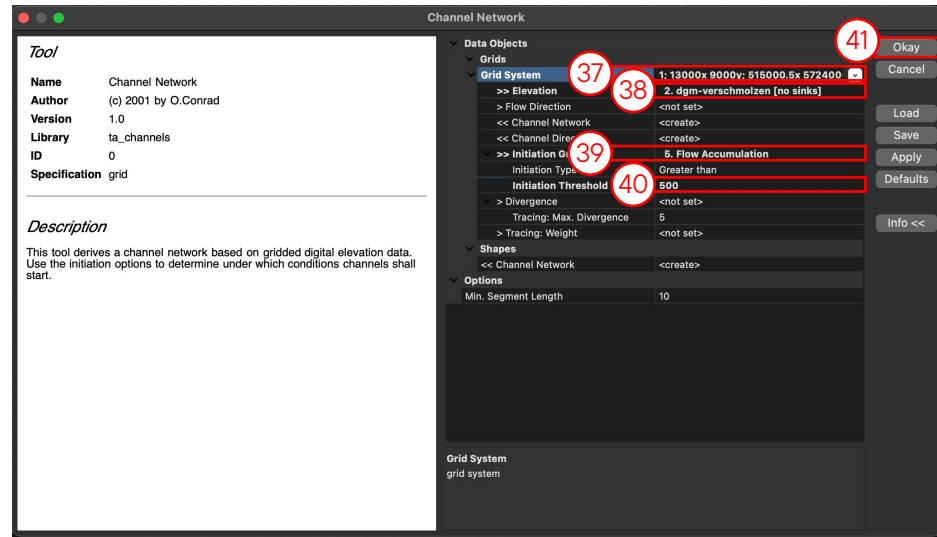 Channel Network
Tool
Name Channel Network
Author (c) 2001 by O.Conrad
Version 1.0
Library ta_channels
ID 0
Specification grid
Description
This tool derives a channel network based on gridded digital elevation data.
Use the initiation options to determine under which conditions channels shall
start.
Data Objects
Grids
Grid System 37 1; 13000x 9000y; 515000.5x 572400
>> Elevation 38 2. dgm-verschmolzen [no sinks]
> Flow Direction <not set>
<< Channel Network <create>
<< Channel Direc <create>
>> Initiation G 39 5. Flow Accumulation
Initiation Type Greater than
Initiation Threshold 40 500
> Divergence <not set>
Tracing: Max. Divergence 5
> Tracing: Weight <not set>
Shapes
<< Channel Network <create>
Options
Min. Segment Length 10
Grid System
grid system
41 Okay
Cancel
Load
Save
Apply
Defaults
Info <<